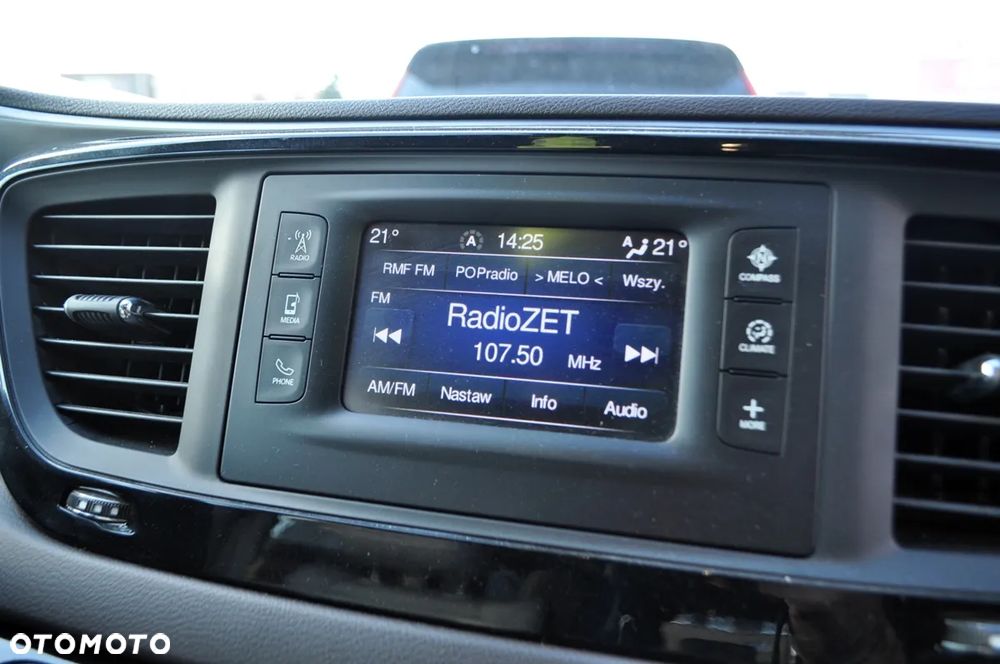 RADIO
MEDIA
PHONE
21° A 14:25 A 21°
RMF FM POPradio > MELO < Wszy.
FM
RadioZET
107.50 MHz
AM/FM Nastaw Info Audio
N
COMPASS
CLIMATE
+
MORE
OTOMOTO